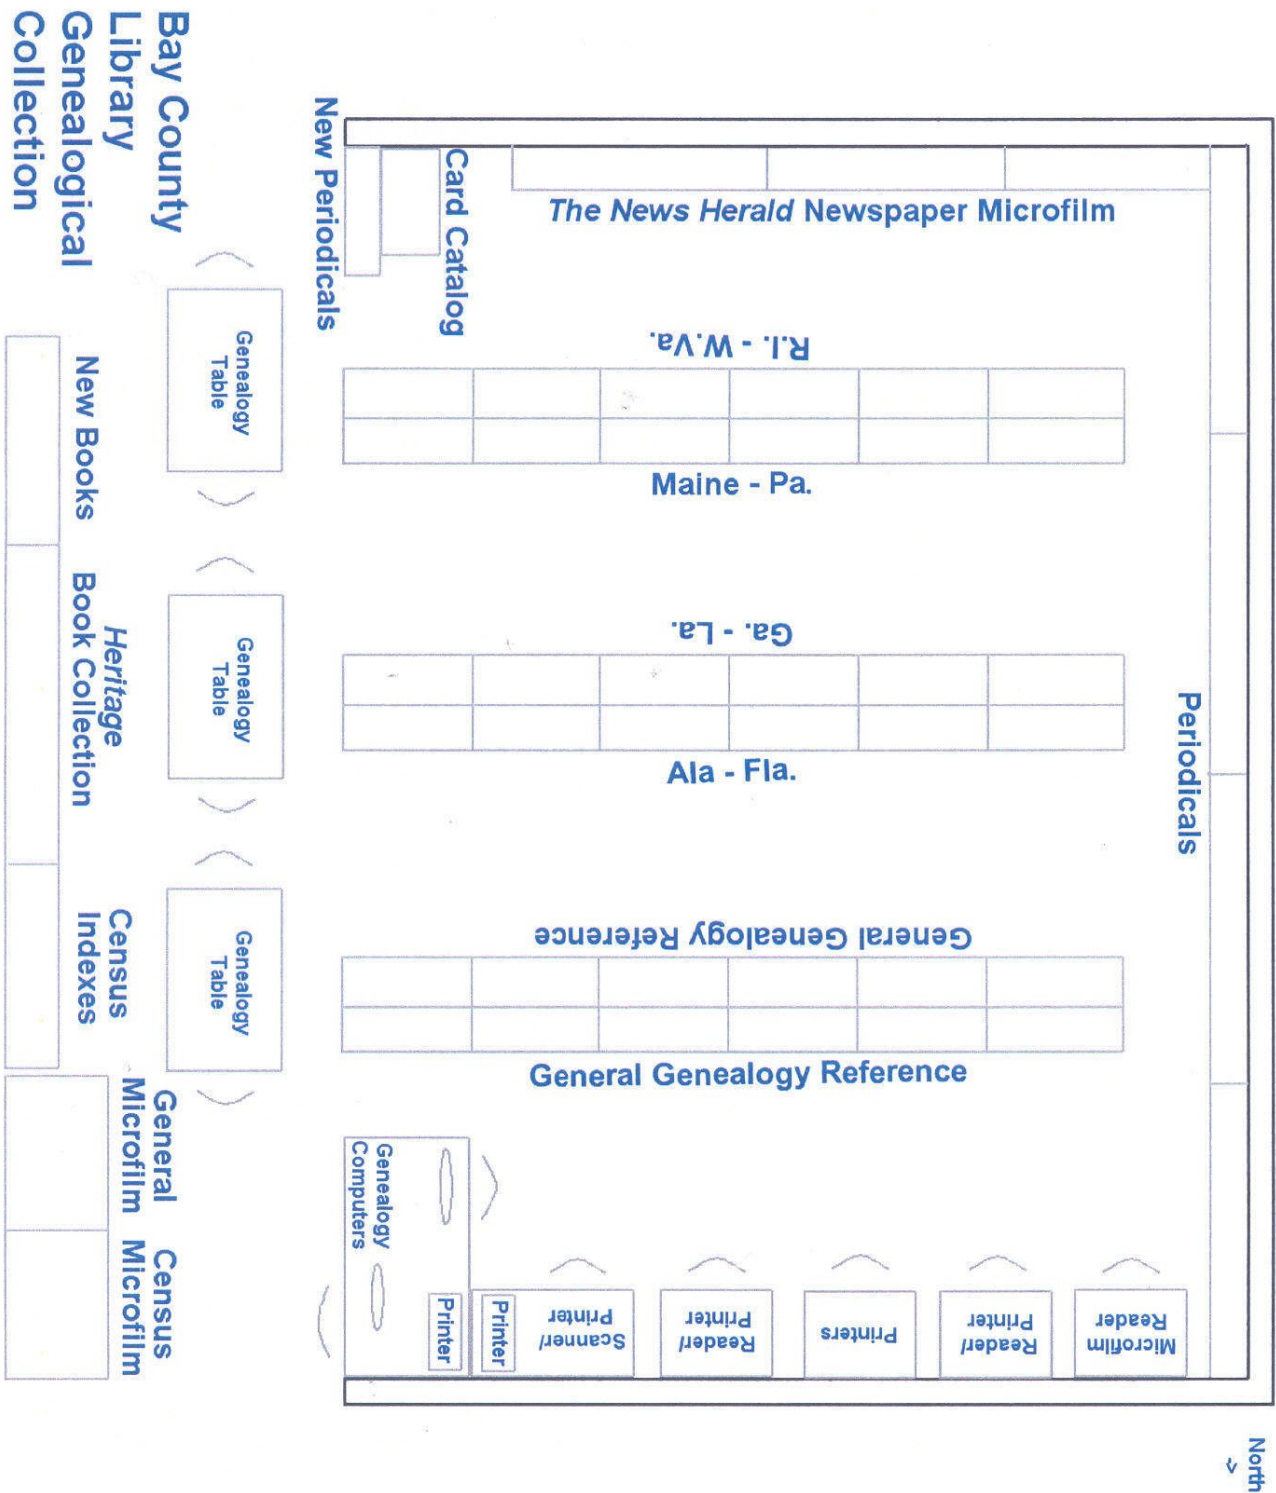 Bay County
Library
Genealogical
Collection
New Periodicals
Card Catalog
The News Herald Newspaper Microfilm
R.I. - W.Va.
Maine - Pa.
Ga. - La.
Ala - Fla.
General Genealogy Reference
General Genealogy Reference
Periodicals
Genealogy
Table
Genealogy
Table
Genealogy
Table
New Books
Heritage
Book Collection
Census
Indexes
General
Microfilm
Census
Microfilm
Genealogy
Computers
Printer
Printer
Scanner/
Printer
Reader/
Printer
Printers
Reader/
Printer
Microfilm
Reader
North
->